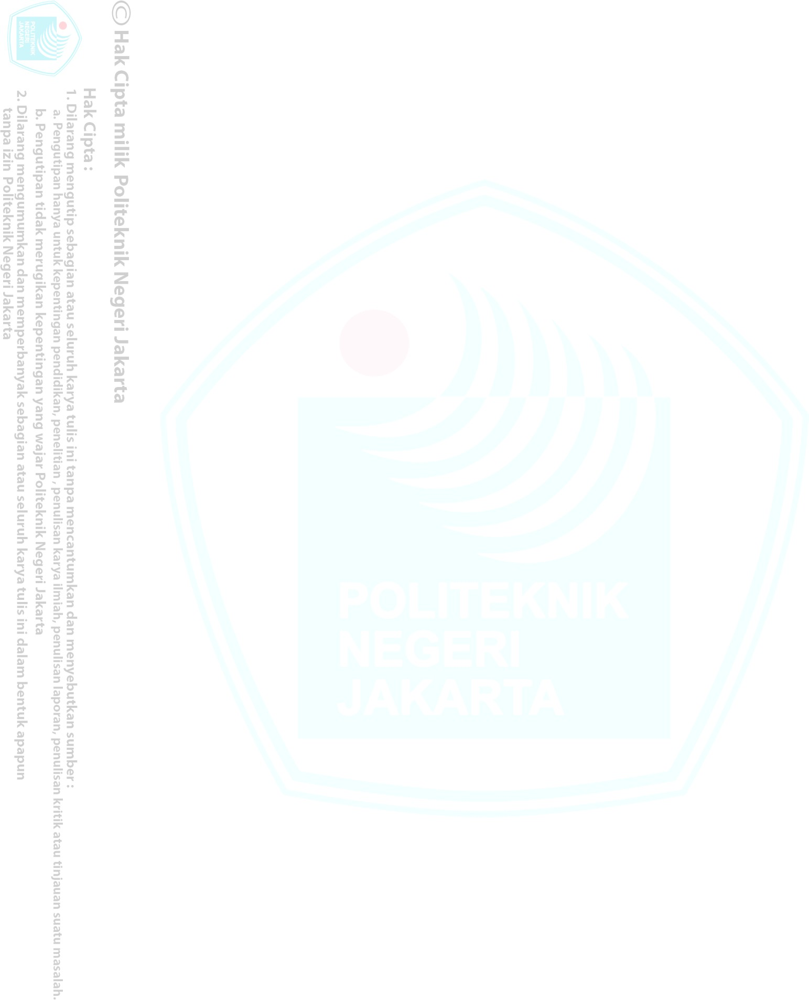 © Hak Cipta milik Politeknik Negeri Jakarta
Hak Cipta :
1. Dilarang mengutip sebagian atau seluruh karya tulis ini tanpa mencantumkan dan menyebutkan sumber :
a. Pengutipan hanya untuk kepentingan pendidikan, penelitian , penulisan karya ilmiah, penulisan laporan, penulisan kritik atau tinjauan suatu masalah.
b. Pengutipan tidak merugikan kepentingan yang wajar Politeknik Negeri Jakarta
2. Dilarang mengumumkan dan memperbanyak sebagian atau seluruh karya tulis ini dalam bentuk apapun
tanpa izin Politeknik Negeri Jakarta
POLITEKNIK
NEGERI
JAKARTA
POLITEKNIK
NEGERI
JAKARTA